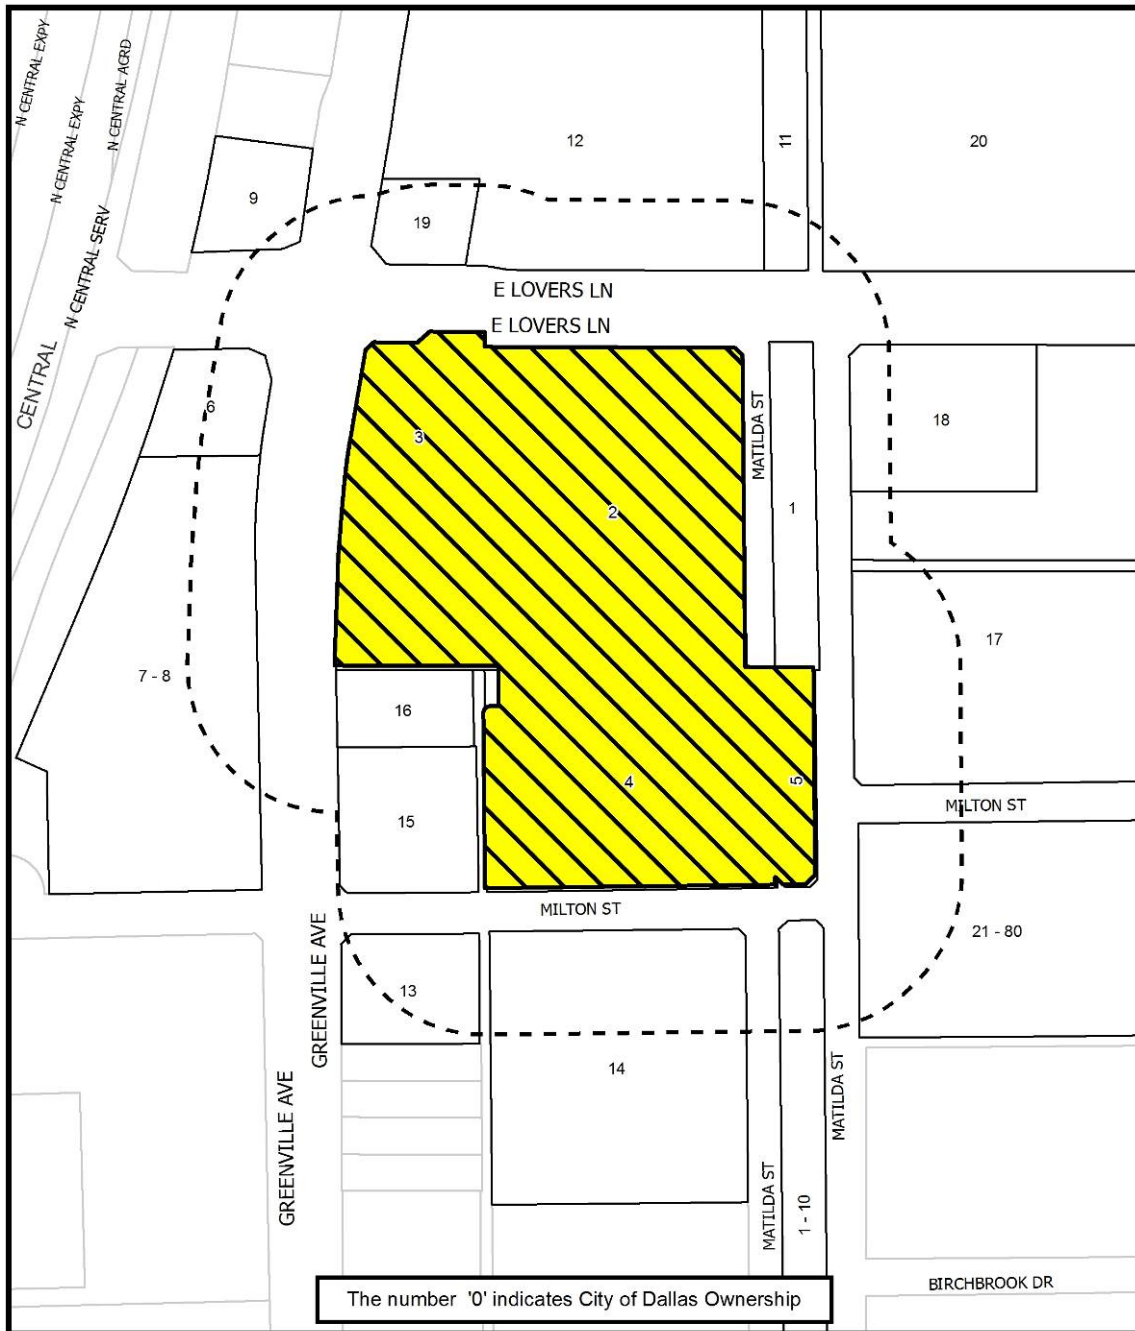 N CENTRAL EXPY
N CENTRAL EXPY
N CENTRAL ACRD
12
11
20
9
19
N CENTRAL SERV
CENTRAL
E LOVERS LN
E LOVERS LN
6
3
MATILDA ST
18
2
1
17
7 - 8
16
4
5
MILTON ST
15
MILTON ST
21 - 80
GREENVILLE AVE
13
14
MATILDA ST
GREENVILLE AVE
MATILDA ST
1 - 10
BIRCHBROOK DR
The number '0' indicates City of Dallas Ownership